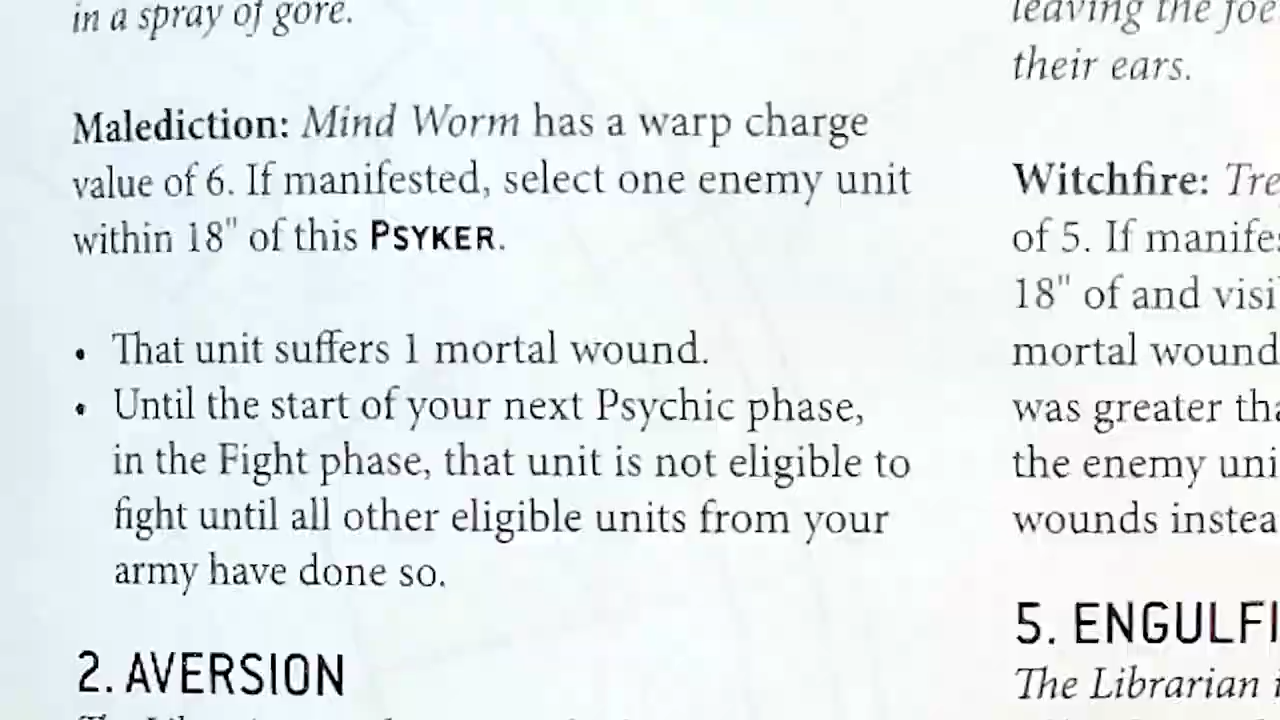 in a spray of gore.
Malediction: Mind Worm has a warp charge
value of 6. If manifested, select one enemy unit
within 18" of this PSYKER.
• That unit suffers 1 mortal wound.
• Until the start of your next Psychic phase,
in the Fight phase, that unit is not eligible to
fight until all other eligible units from your
army have done so.
2. AVERSION
leaving the foe
their ears.
Witchfire:
of 5. If
18" of and
mortal wound
was greater
the enemy
wounds
5.
The Librarian